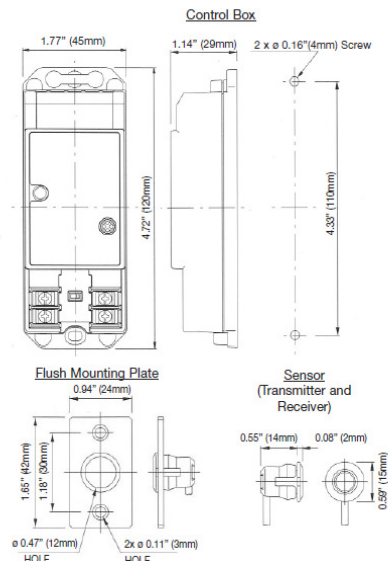 Control Box
1.77" (45mm)
1.14" (29mm)
2 x ø 0.16"(4mm) Screw
4.72" (120mm)
4.33" (110mm)
Flush Mounting Plate
0.94" (24mm)
1.65" (42mm)
1.18" (30mm)
ø 0.47" (12mm)
HOLE
2x ø 0.11" (3mm)
HOLE
Sensor
(Transmitter and
Receiver)
0.55" (14mm)
0.08" (2mm)
0.59" (15mm)